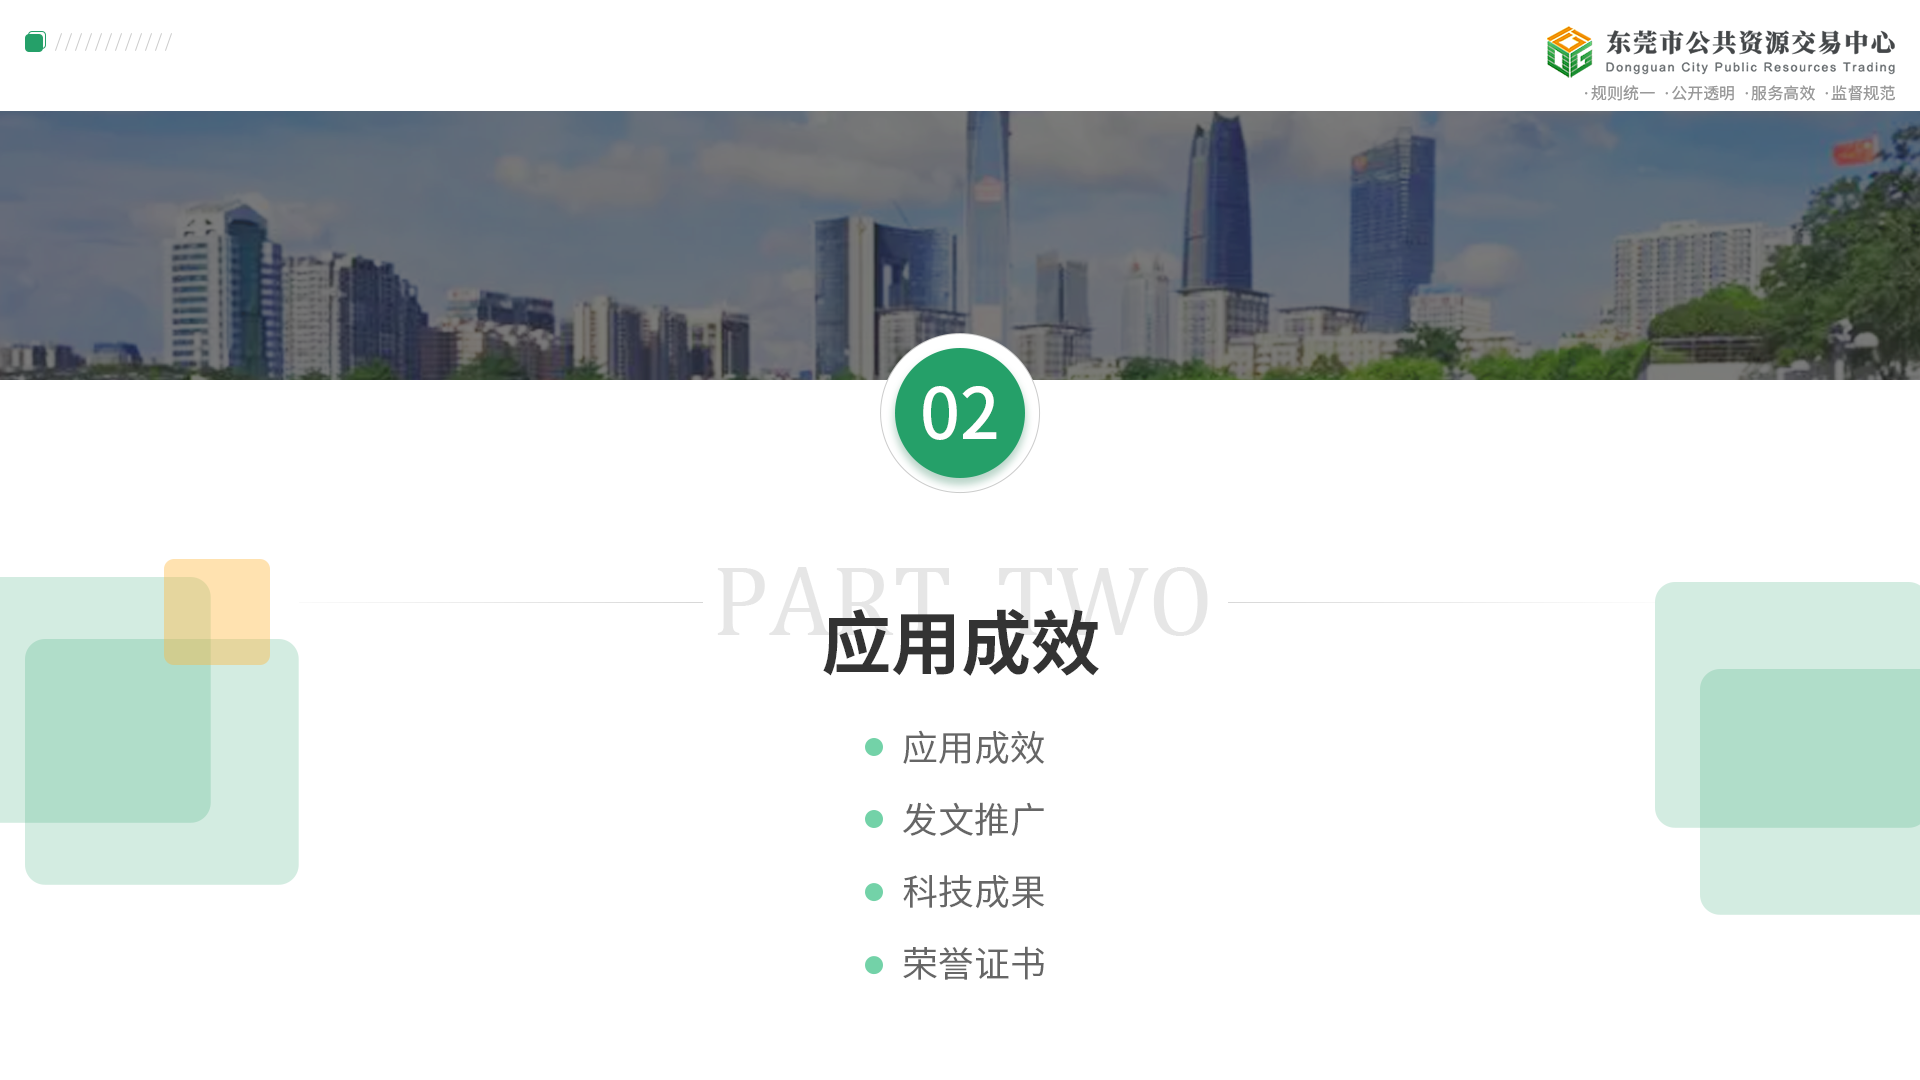 东莞市公共资源交易中心
Dongguan City Public Resources Trading
·规则统一 ·公开透明 ·服务高效 ·监督规范
02
PART TWO
应用成效
应用成效
发文推广
科技成果
荣誉证书